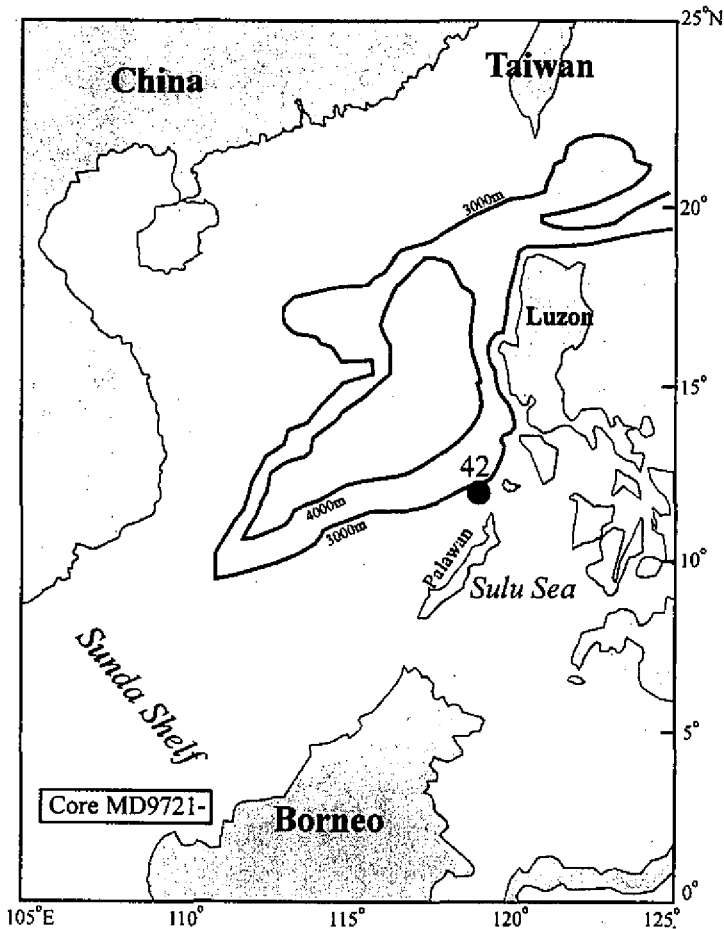 25°N
China
Taiwan
3000m
20°
Luzon
15°
42
4000m
3000m
Palawan
10°
Sulu Sea
Sunda Shelf
5°
Core MD9721-
Borneo
0°
105°E
110°
115°
120°
125°